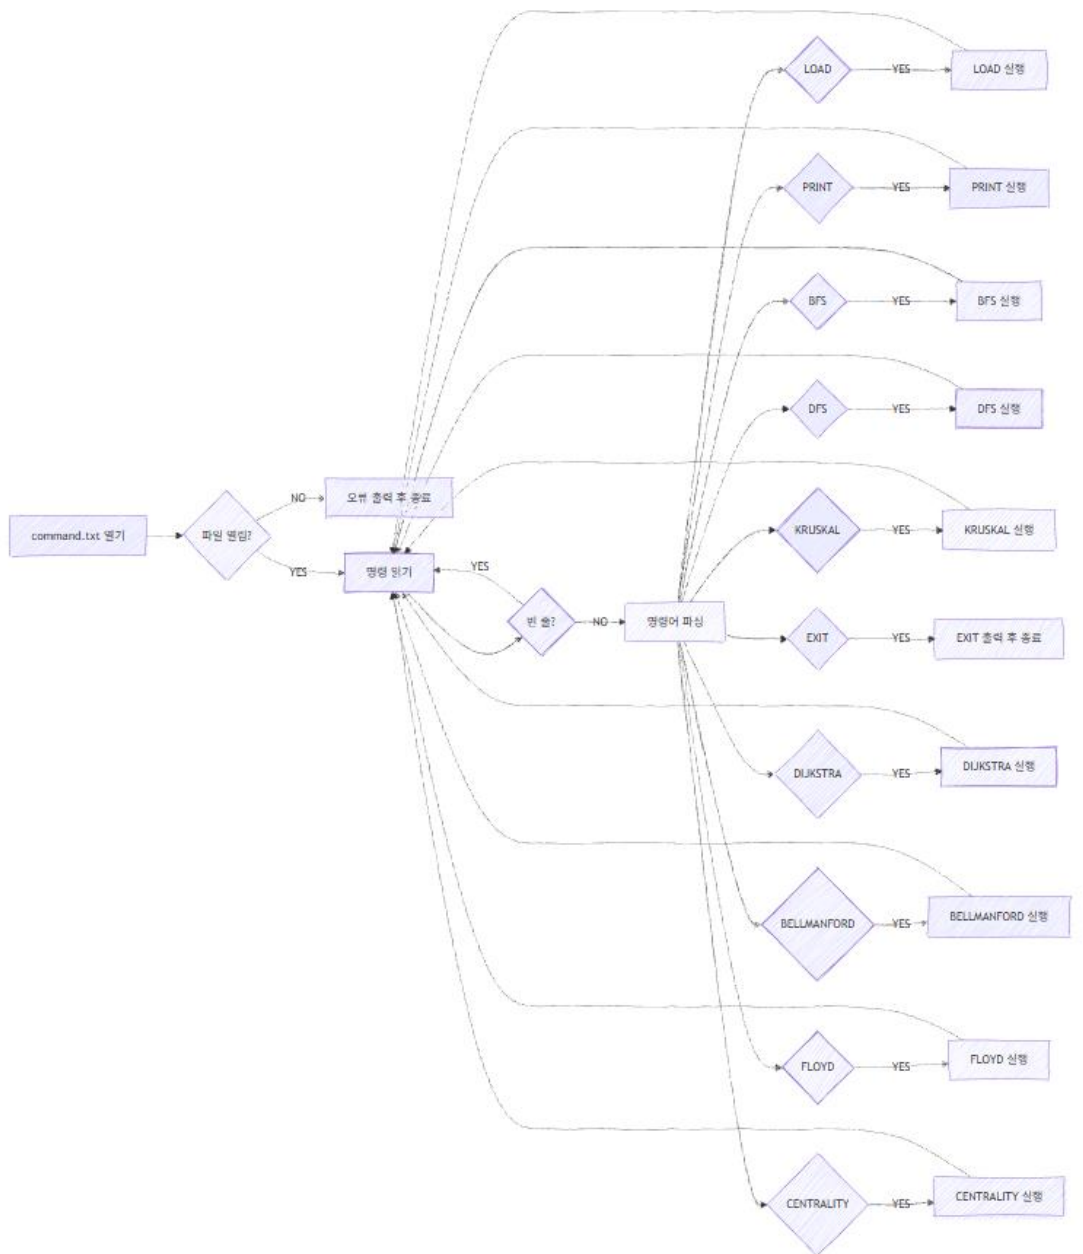 LOAD
YES
LOAD 실행
PRINT
YES
PRINT 실행
BFS
YES
BFS 실행
DFS
YES
DFS 실행
command.txt 열기
파일 열림?
NO
오류 출력 후 종료
YES
명령 읽기
YES
빈 줄?
NO
명령어 파싱
KRUSKAL
YES
KRUSKAL 실행
EXIT
YES
EXIT 출력 후 종료
DIJKSTRA
YES
DIJKSTRA 실행
BELLMANFORD
YES
BELLMANFORD 실행
FLOYD
YES
FLOYD 실행
CENTRALITY
YES
CENTRALITY 실행